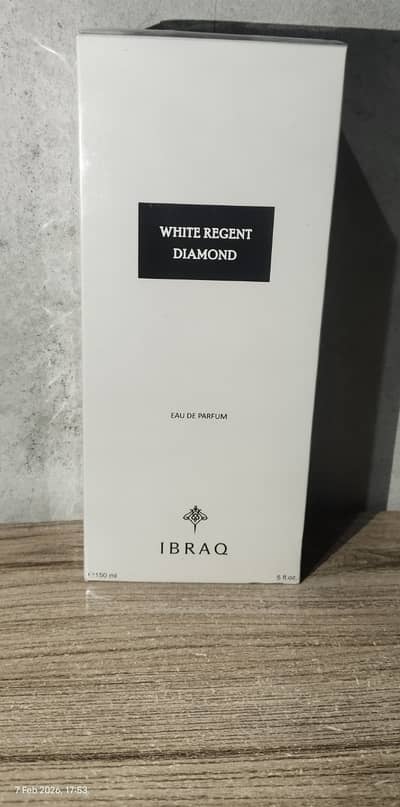 WHITE REGENT
DIAMOND
EAU DE PARFUM
IBRAQ
℮150 ml
5 fl.oz.
7 Feb 2026, 17:53